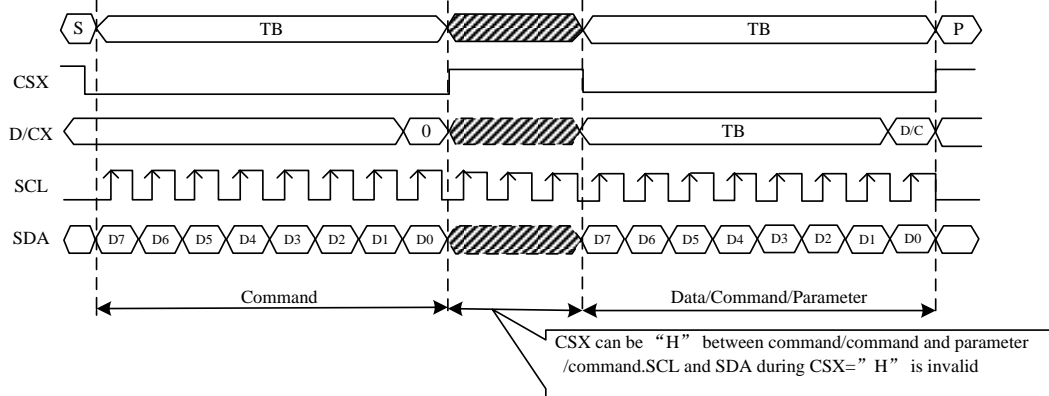 S TB TB P
CSX
D/CX 0 TB D/C
SCL
SDA D7 D6 D5 D4 D3 D2 D1 D0 D7 D6 D5 D4 D3 D2 D1 D0
Command Data/Command/Parameter
CSX can be “H” between command/command and parameter
/command.SCL and SDA during CSX=”H” is invalid